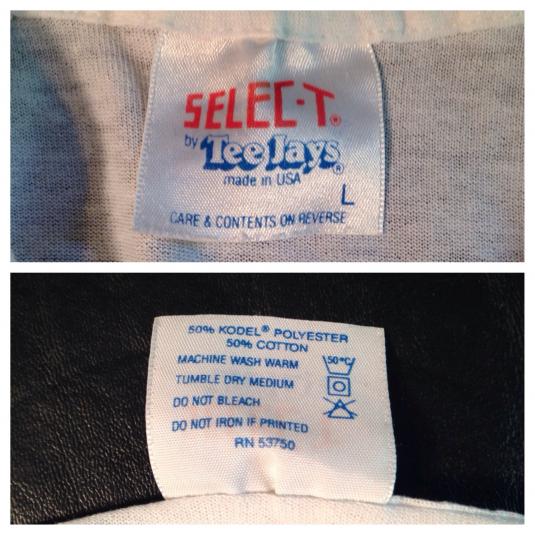 SELEC-T®
by TeeJays®
made in USA
L
CARE & CONTENTS ON REVERSE
50% KODEL® POLYESTER
50% COTTON
MACHINE WASH WARM
50°C
TUMBLE DRY MEDIUM
DO NOT BLEACH
DO NOT IRON IF PRINTED
RN 53750